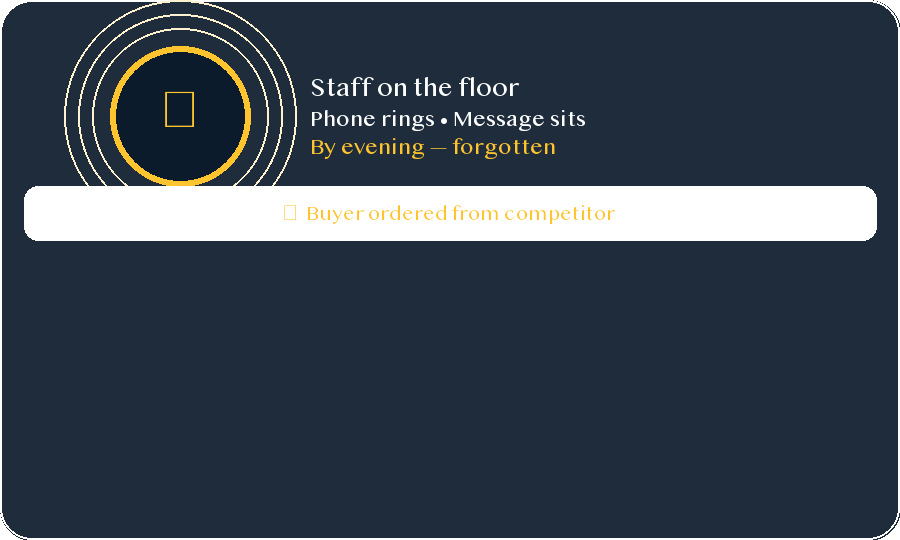 Staff on the floor
Phone rings • Message sits
By evening — forgotten
Buyer ordered from competitor